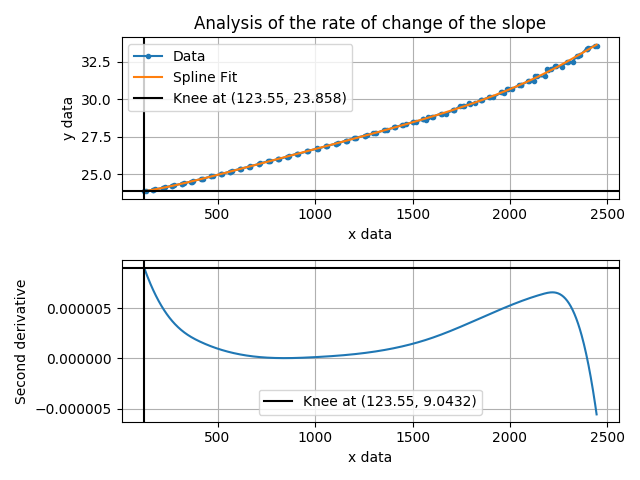 Analysis of the rate of change of the slope
Data
Spline Fit
Knee at (123.55, 23.858)
32.5
30.0
27.5
25.0
y data
500 1000 1500 2000 2500
x data
0.000005
0.000000
−0.000005
Second derivative
Knee at (123.55, 9.0432)
500 1000 1500 2000 2500
x data